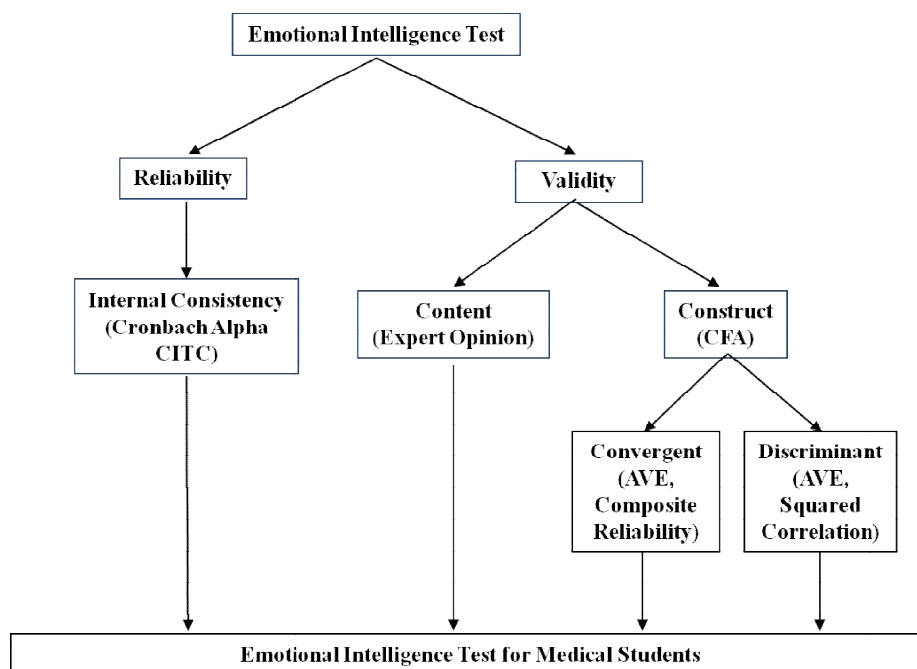 Emotional Intelligence Test
Reliability
Validity
Internal Consistency
(Cronbach Alpha
CITC)
Content
(Expert Opinion)
Construct
(CFA)
Convergent
(AVE,
Composite
Reliability)
Discriminant
(AVE,
Squared
Correlation)
Emotional Intelligence Test for Medical Students